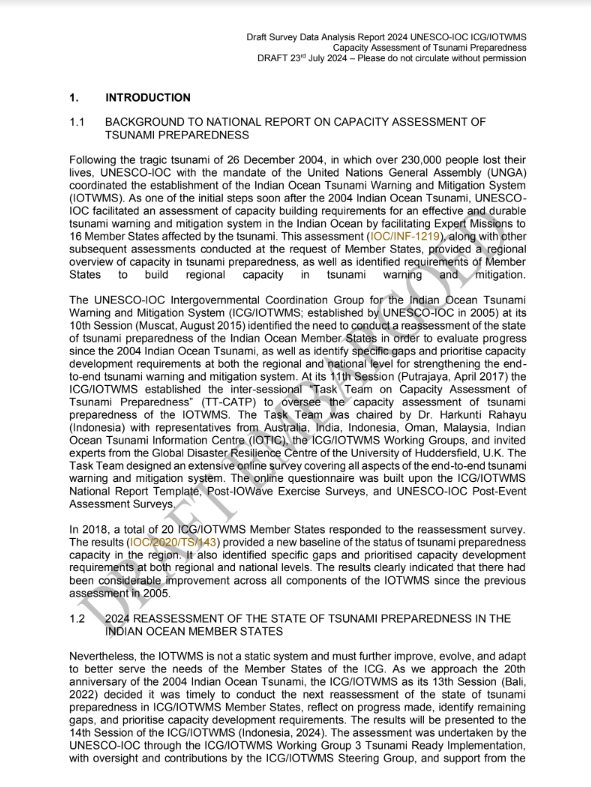 Draft Survey Data Analysis Report 2024 UNESCO-IOC ICG/IOTWMS
Capacity Assessment of Tsunami Preparedness
DRAFT 23rd July 2024 – Please do not circulate without permission
1. INTRODUCTION
1.1 BACKGROUND TO NATIONAL REPORT ON CAPACITY ASSESSMENT OF
TSUNAMI PREPAREDNESS
Following the tragic tsunami of 26 December 2004, in which over 230,000 people lost their
lives, UNESCO-IOC with the mandate of the United Nations General Assembly (UNGA)
coordinated the establishment of the Indian Ocean Tsunami Warning and Mitigation System
(IOTWMS). As one of the initial steps soon after the 2004 Indian Ocean Tsunami, UNESCO-
IOC facilitated an assessment of capacity building requirements for an effective and durable
tsunami warning and mitigation system in the Indian Ocean by facilitating Expert Missions to
16 Member States affected by the tsunami. This assessment (IOC/INF-1219), along with other
subsequent assessments conducted at the request of Member States, provided a regional
overview of capacity in tsunami preparedness, as well as identified requirements of Member
States to build regional capacity in tsunami warning and mitigation.
The UNESCO-IOC Intergovernmental Coordination Group for the Indian Ocean Tsunami
Warning and Mitigation System (ICG/IOTWMS; established by UNESCO-IOC in 2005) at its
10th Session (Muscat, August 2015) identified the need to conduct a reassessment of the state
of tsunami preparedness of the Indian Ocean Member States in order to evaluate progress
since the 2004 Indian Ocean Tsunami, as well as identify specific gaps and prioritise capacity
development requirements at both the regional and national level for strengthening the end-
to-end tsunami warning and mitigation system. At its 11th Session (Putrajaya, April 2017) the
ICG/IOTWMS established the inter-sessional "Task Team on Capacity Assessment of
Tsunami Preparedness" (TT-CATP) to oversee the capacity assessment of tsunami
preparedness of the IOTWMS. The Task Team was chaired by Dr. Harkunti Rahayu
(Indonesia) with representatives from Australia, India, Indonesia, Oman, Malaysia, Indian
Ocean Tsunami Information Centre (IOTIC), the ICG/IOTWMS Working Groups, and invited
experts from the Global Disaster Resilience Centre of the University of Huddersfield, U.K. The
Task Team designed an extensive online survey covering all aspects of the end-to-end tsunami
warning and mitigation system. The online questionnaire was built upon the ICG/IOTWMS
National Report Template, Post-IOWave Exercise Surveys, and UNESCO-IOC Post-Event
Assessment Surveys.
In 2018, a total of 20 ICG/IOTWMS Member States responded to the reassessment survey.
The results (IOC/2020/TS/143) provided a new baseline of the status of tsunami preparedness
capacity in the region. It also identified specific gaps and prioritised capacity development
requirements at both regional and national levels. The results clearly indicated that there had
been considerable improvement across all components of the IOTWMS since the previous
assessment in 2005.
1.2 2024 REASSESSMENT OF THE STATE OF TSUNAMI PREPAREDNESS IN THE
INDIAN OCEAN MEMBER STATES
Nevertheless, the IOTWMS is not a static system and must further improve, evolve, and adapt
to better serve the needs of the Member States of the ICG. As we approach the 20th
anniversary of the 2004 Indian Ocean Tsunami, the ICG/IOTWMS as its 13th Session (Bali,
2022) decided it was timely to conduct the next reassessment of the state of tsunami
preparedness in ICG/IOTWMS Member States, reflect on progress made, identify remaining
gaps, and prioritise capacity development requirements. The results will be presented to the
14th Session of the ICG/IOTWMS (Indonesia, 2024). The assessment was undertaken by the
UNESCO-IOC through the ICG/IOTWMS Working Group 3 Tsunami Ready Implementation,
with oversight and contributions by the ICG/IOTWMS Steering Group, and support from the
DRAFT EMBARGOED